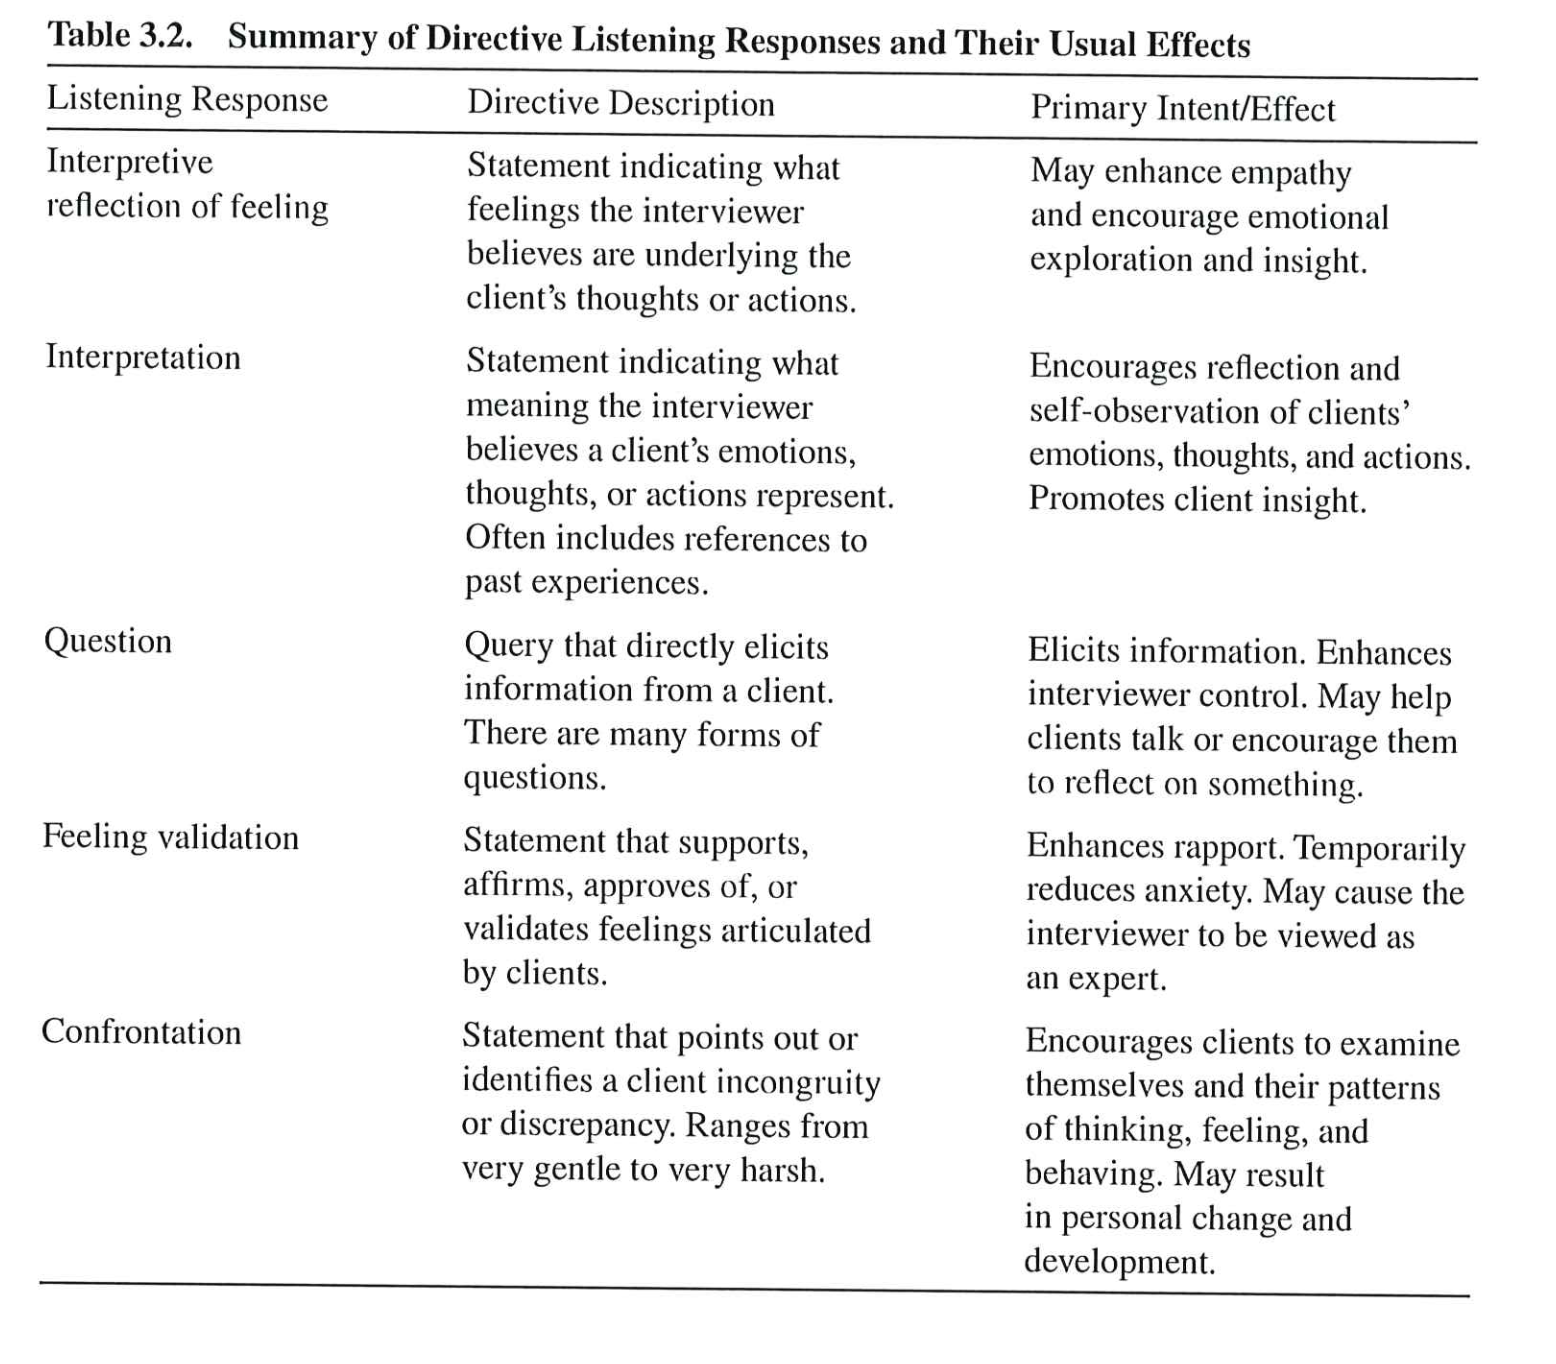 Table 3.2. Summary of Directive Listening Responses and Their Usual Effects
Listening Response Directive Description Primary Intent/Effect
Interpretive
reflection of feeling
Statement indicating what
feelings the interviewer
believes are underlying the
client’s thoughts or actions.
May enhance empathy
and encourage emotional
exploration and insight.
Interpretation
Statement indicating what
meaning the interviewer
believes a client’s emotions,
thoughts, or actions represent.
Often includes references to
past experiences.
Encourages reflection and
self-observation of clients’
emotions, thoughts, and actions.
Promotes client insight.
Question
Query that directly elicits
information from a client.
There are many forms of
questions.
Elicits information. Enhances
interviewer control. May help
clients talk or encourage them
to reflect on something.
Feeling validation
Statement that supports,
affirms, approves of, or
validates feelings articulated
by clients.
Enhances rapport. Temporarily
reduces anxiety. May cause the
interviewer to be viewed as
an expert.
Confrontation
Statement that points out or
identifies a client incongruity
or discrepancy. Ranges from
very gentle to very harsh.
Encourages clients to examine
themselves and their patterns
of thinking, feeling, and
behaving. May result
in personal change and
development.